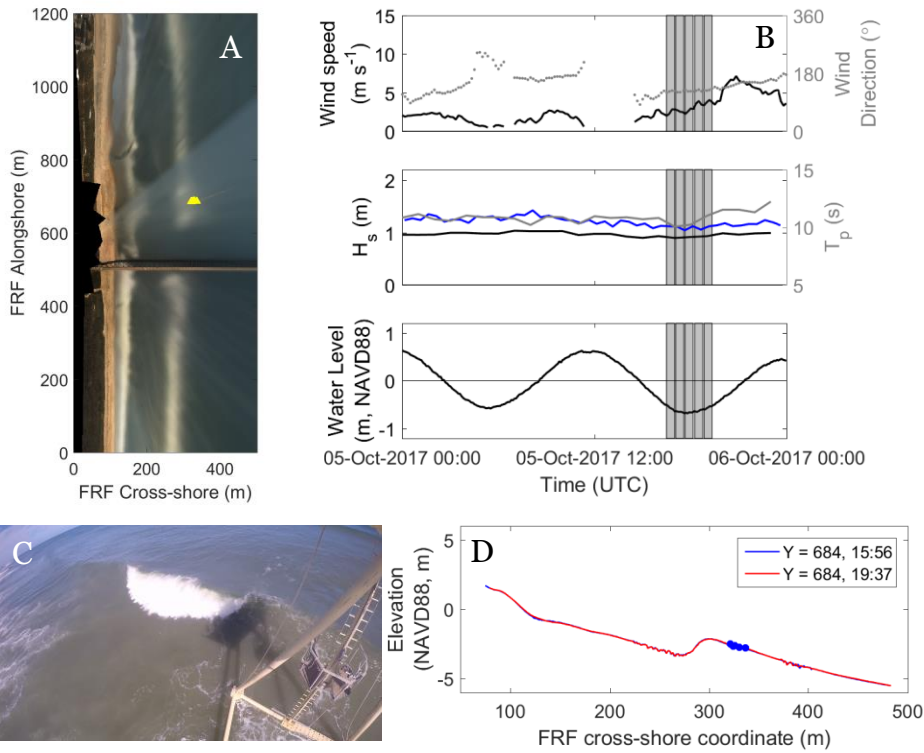 A
1200
1000
800
600
400
200
0
0 200 400
FRF Alongshore (m)
FRF Cross-shore (m)
B
15
10
5
0
Wind speed
(m s⁻¹)
360
180
0
Wind
Direction (°)
2
1
0
Hₛ (m)
15
10
5
Tₚ (s)
1
0
-1
Water Level
(m, NAVD88)
05-Oct-2017 00:00 05-Oct-2017 12:00 06-Oct-2017 00:00
Time (UTC)
C
D
5
0
-5
Elevation
(NAVD88, m)
Y = 684, 15:56
Y = 684, 19:37
100 200 300 400 500
FRF cross-shore coordinate (m)